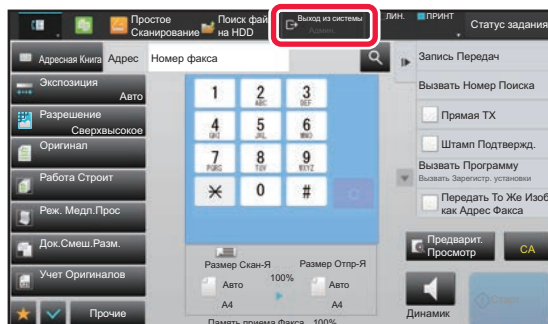 Простое
Сканирование
Поиск фай
на HDD
Выход из системы
Админ.
ЛИН.
ПРИНТ
Статус задания
Адресная Книга
Адрес
Номер факса
Запись Передач
Экспозиция
Авто
Вызвать Номер Поиска
Разрешение
Сверхвысокое
Прямая TX
Оригинал
Штамп Подтвержд.
Работа Строит
Вызвать Программу
Вызвать Зарегистр. установки
Реж. Медл.Прос
Передать То Же Изоб
как Адрес Факса
Док.Смеш.Разм.
Предварит.
Просмотр
CA
Учет Оригиналов
Прочие
1
2
ABC
3
DEF
4
GHI
5
JKL
6
MNO
7
PQRS
8
TUV
9
WXYZ
0
#
Размер Скан-Я
Размер Отпр-Я
100%
Авто
Авто
A4
A4
Память приема Факса 100%
Динамик
Старт